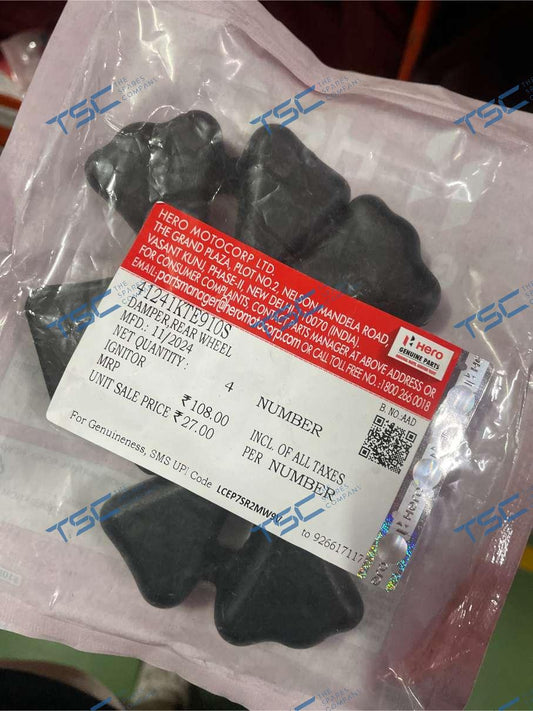 HERO MOTOCORP LTD.
THE GRAND PLAZA, PLOT NO.2, NELSON MANDELA ROAD,
VASANT KUNJ, PHASE-II, NEW DELHI-110070 (INDIA).
FOR CONSUMER COMPLAINTS, CONTACT PARTS MANAGER AT ABOVE ADDRESS OR
EMAIL: partsmanager@heromotocorp.com OR CALL TOLL FREE NO.: 1800 266 0018
Hero
GENUINE PARTS
41241KTE910S
DAMPER,REAR WHEEL
MFD.: 11/2024
B. NO: AAD
NET QUANTITY: 4 NUMBER
IGNITOR
MRP ₹108.00 INCL. OF ALL TAXES
UNIT SALE PRICE ₹27.00 PER NUMBER
For Genuineness, SMS UPI Code to
TSC THE SPARES COMPANY